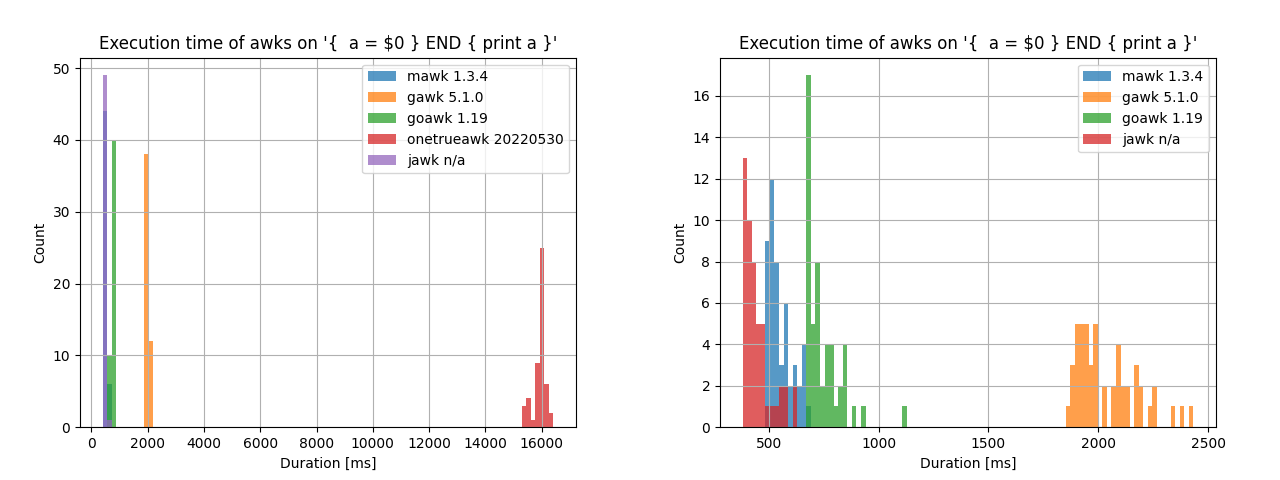 Execution time of awks on '{  a = $0 } END { print a }'
50
40
30
20
10
0
Count
mawk 1.3.4
gawk 5.1.0
goawk 1.19
onetrueawk 20220530
jawk n/a
0 2000 4000 6000 8000 10000 12000 14000 16000
Duration [ms]
Execution time of awks on '{  a = $0 } END { print a }'
16
14
12
10
8
6
4
2
0
Count
mawk 1.3.4
gawk 5.1.0
goawk 1.19
jawk n/a
500 1000 1500 2000 2500
Duration [ms]